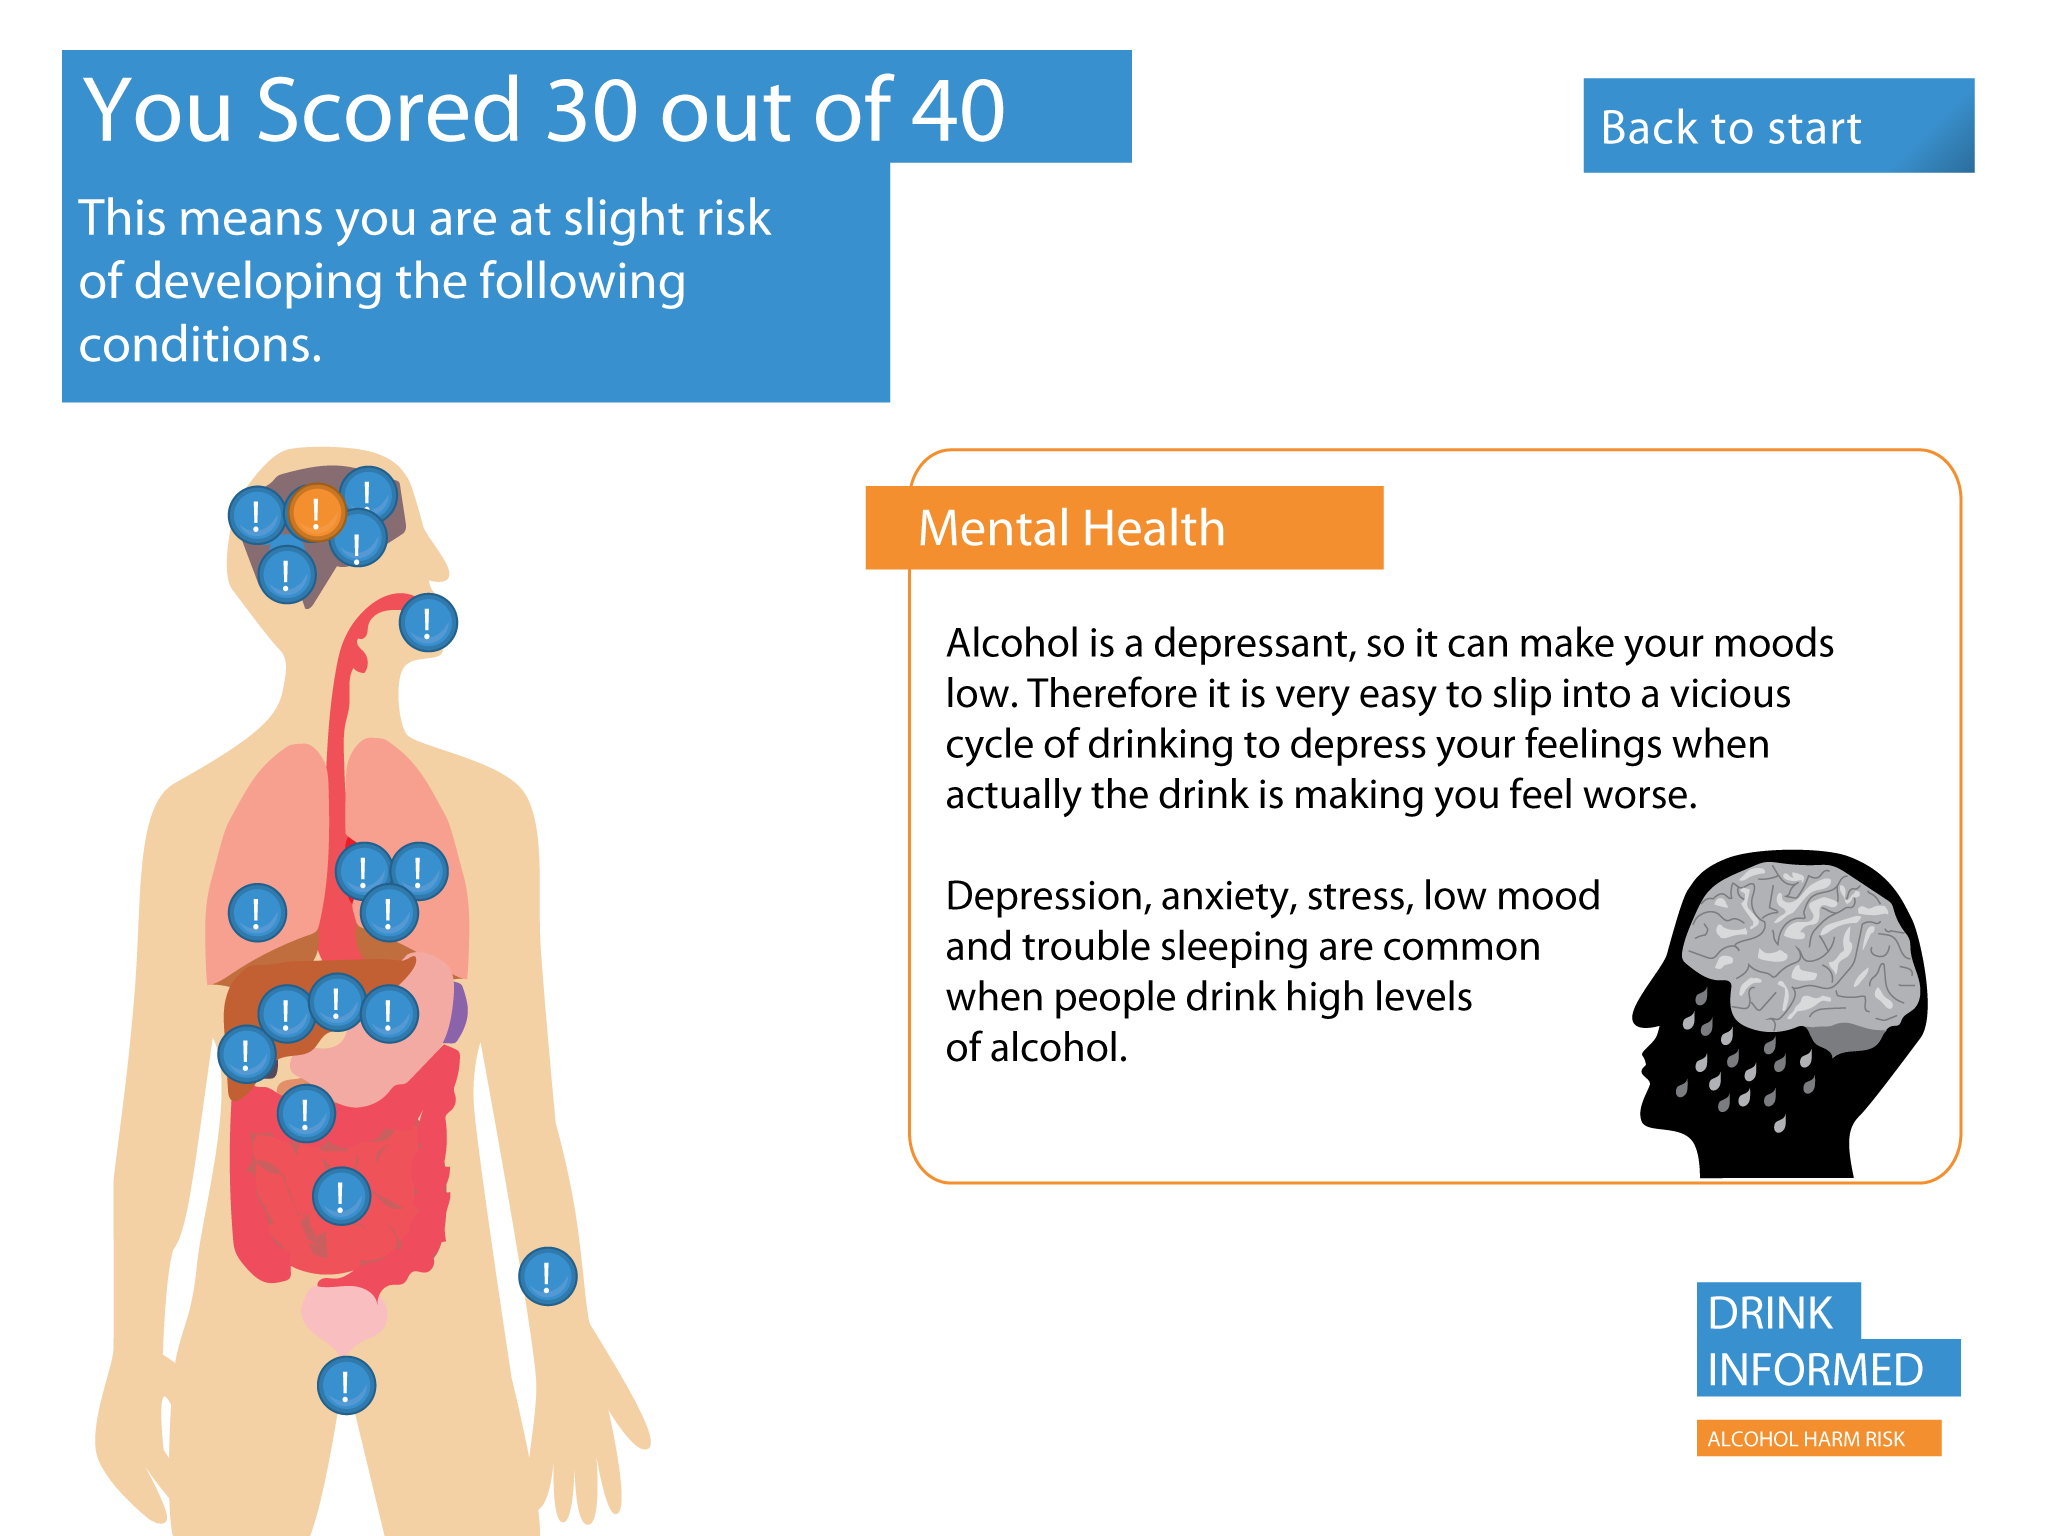 You Scored 30 out of 40
This means you are at slight risk
of developing the following
conditions.
Back to start
!
!
!
!
!
!
Mental Health
Alcohol is a depressant, so it can make your moods
low. Therefore it is very easy to slip into a vicious
cycle of drinking to depress your feelings when
actually the drink is making you feel worse.
Depression, anxiety, stress, low mood
and trouble sleeping are common
when people drink high levels
of alcohol.
!
!
!
!
!
!
!
!
!
!
!
!
DRINK
INFORMED
ALCOHOL HARM RISK